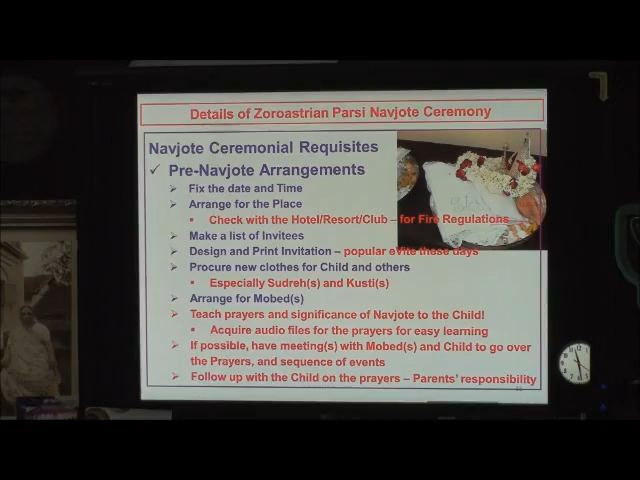 Details of Zoroastrian Parsi Navjote Ceremony
Navjote Ceremonial Requisites
✓ Pre-Navjote Arrangements
➢ Fix the date and Time
➢ Arrange for the Place
▪ Check with the Hotel/Resort/Club – for Fire Regulations
➢ Make a list of Invitees
➢ Design and Print Invitation – popular eVite these days
➢ Procure new clothes for Child and others
▪ Especially Sudreh(s) and Kusti(s)
➢ Arrange for Mobed(s)
➢ Teach prayers and significance of Navjote to the Child!
▪ Acquire audio files for the prayers for easy learning
➢ If possible, have meeting(s) with Mobed(s) and Child to go over
the Prayers, and sequence of events
➢ Follow up with the Child on the prayers – Parents' responsibility